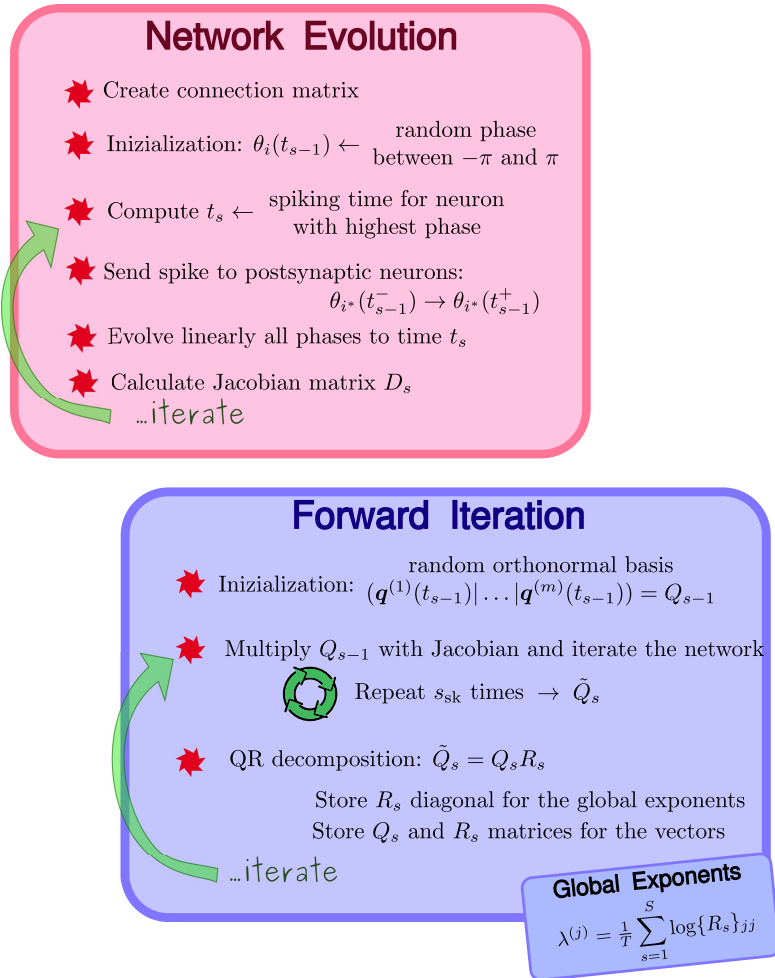 Network Evolution
Create connection matrix
Inizialization: θ_i(t_{s−1}) ← random phase
between −π and π
Compute t_s ← spiking time for neuron
with highest phase
Send spike to postsynaptic neurons:
θ_{i*}(t^−_{s−1}) → θ_{i*}(t^+_{s−1})
Evolve linearly all phases to time t_s
Calculate Jacobian matrix D_s
...iterate
Forward Iteration
random orthonormal basis
Inizialization: (q^{(1)}(t_{s−1})|...|q^{(m)}(t_{s−1})) = Q_{s−1}
Multiply Q_{s−1} with Jacobian and iterate the network
Repeat s_{sk} times → Q̃_s
QR decomposition: Q̃_s = Q_s R_s
Store R_s diagonal for the global exponents
Store Q_s and R_s matrices for the vectors
...iterate
Global Exponents
λ^{(j)} = \frac{1}{T} \sum_{s=1}^{S} log{R_s}_{jj}